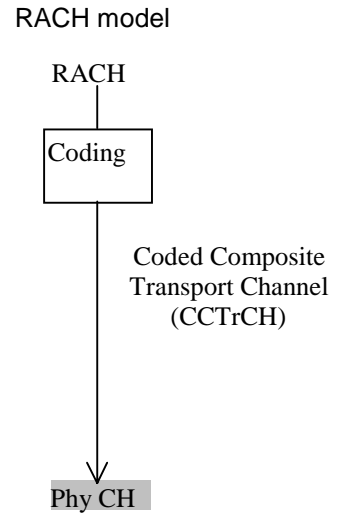 RACH model
RACH
Coding
Coded Composite
Transport Channel
(CCTrCH)
Phy CH